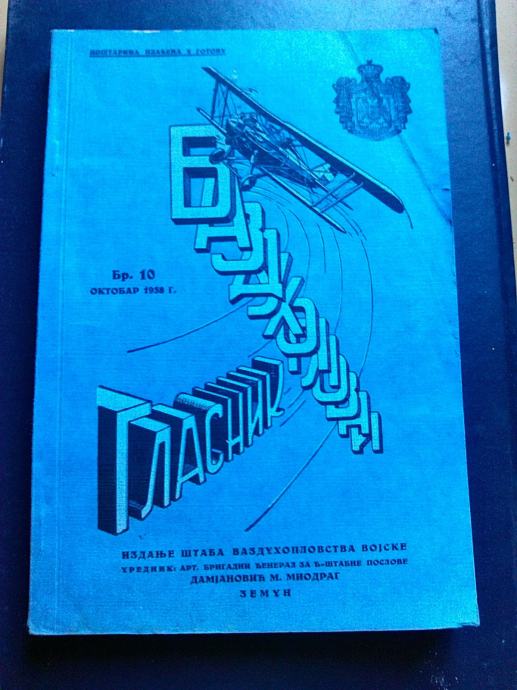 ПОШТАРИНА ПЛАЋЕНА У ГОТОВУ
ВАЗДУХОПЛОВНИ
Бр. 10
ОКТОБАР 1938 Г.
ГЛАСНИК
ИЗДАЊЕ ШТАБА ВАЗДУХОПЛОВСТВА ВОЈСКЕ
УРЕДНИК: АРТ. БРИГАДНИ ЂЕНЕРАЛ ЗА Ђ-ШТАБНЕ ПОСЛОВЕ
ДАМЈАНОВИЋ М. МИОДРАГ
ЗЕМУН